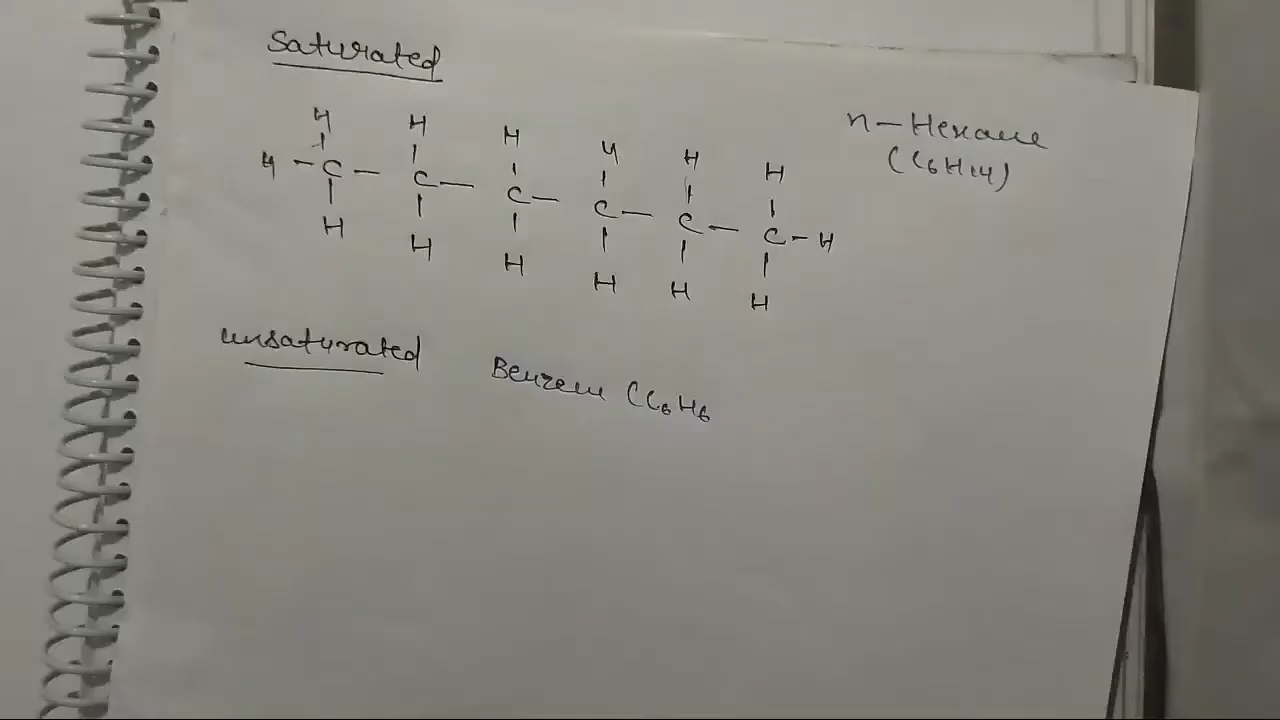 Saturated
n-Hexane
(C6H14)
H H H H H H
H-C-C-C-C-C-C-H
H H H H H H
unsaturated Benzene (C6H6